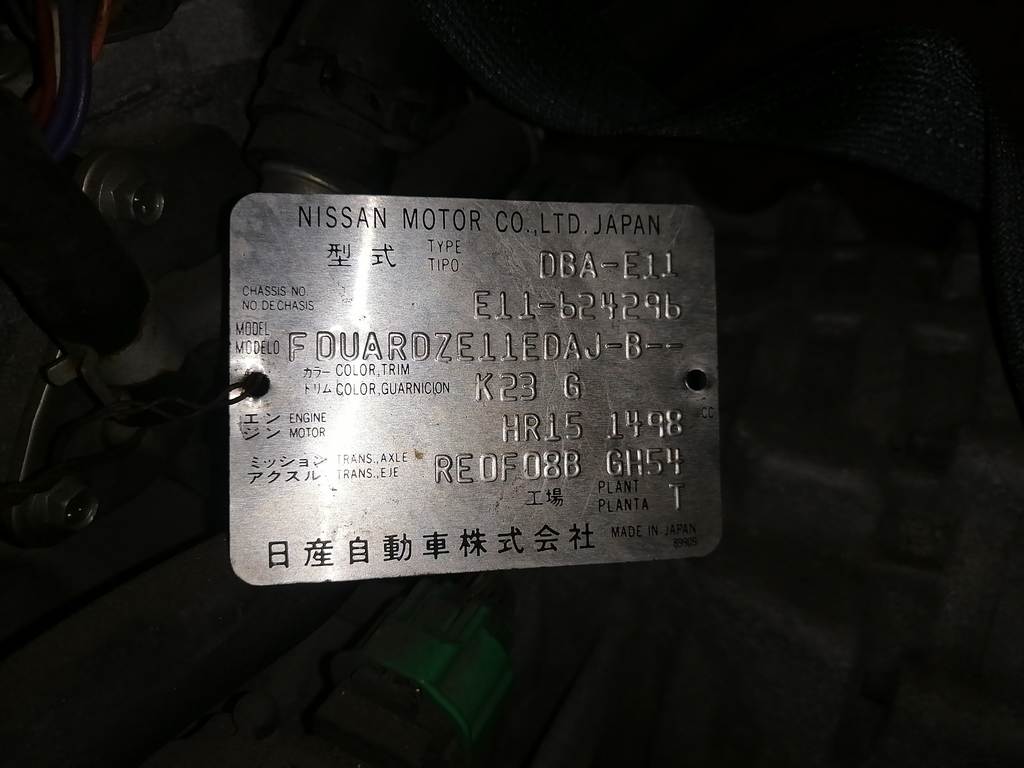 NISSAN MOTOR CO.,LTD. JAPAN
型式 TYPE TIPO DBA-E11
CHASSIS NO.
NO.DE CHASIS E11-624296
MODEL
MODELO FDUARDZE11EDAJ-B--
カラー COLOR,TRIM
トリム COLOR,GUARNICION K23 G
エンジン ENGINE MOTOR HR15 1498 CC
ミッション TRANS.,AXLE
アクスル TRANS.,EJE RE0F08B GH54
工場 PLANT PLANTA T
日産自動車株式会社 MADE IN JAPAN